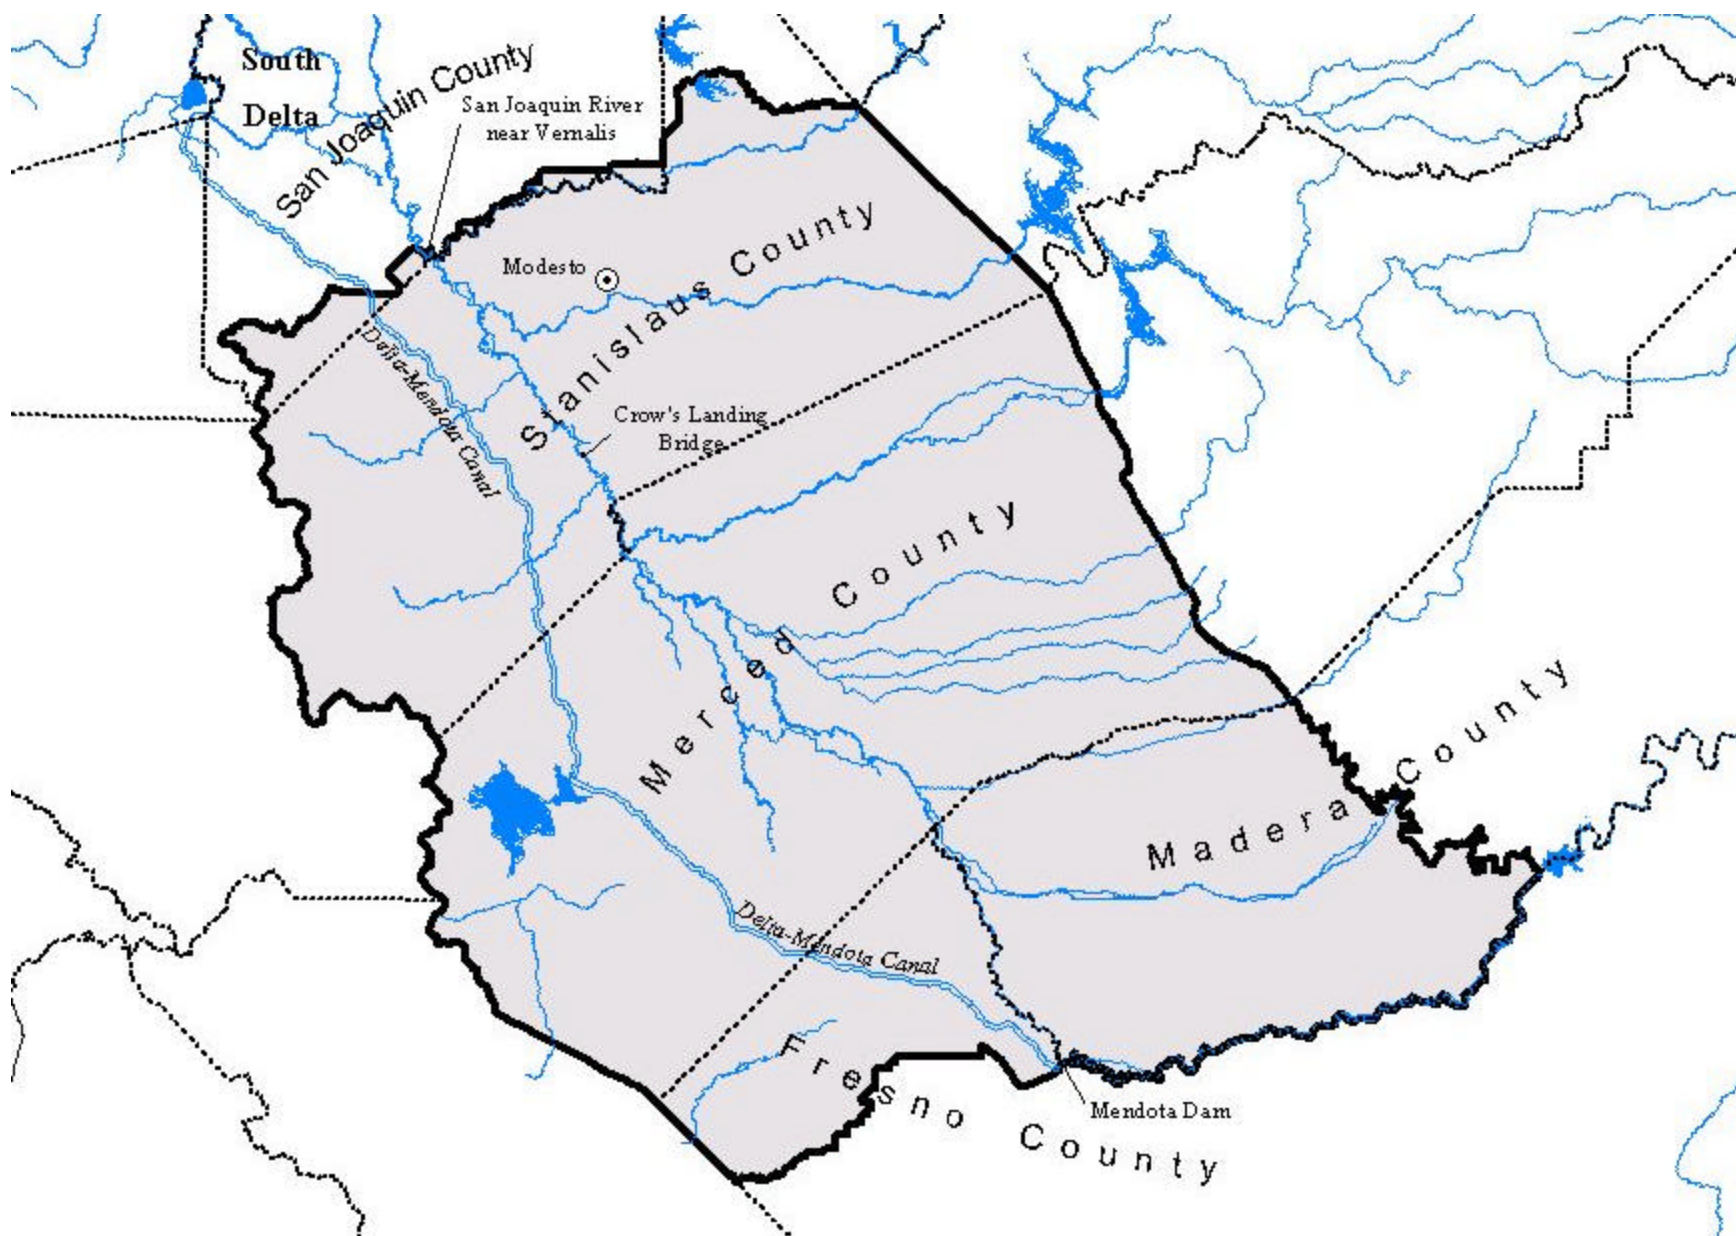 South
Delta
San Joaquin County
San Joaquin River
near Vernalis
Modesto
Stanislaus County
Delta-Mendota Canal
Crow's Landing
Bridge
Merced County
Madera County
Delta-Mendota Canal
Fresno County
Mendota Dam